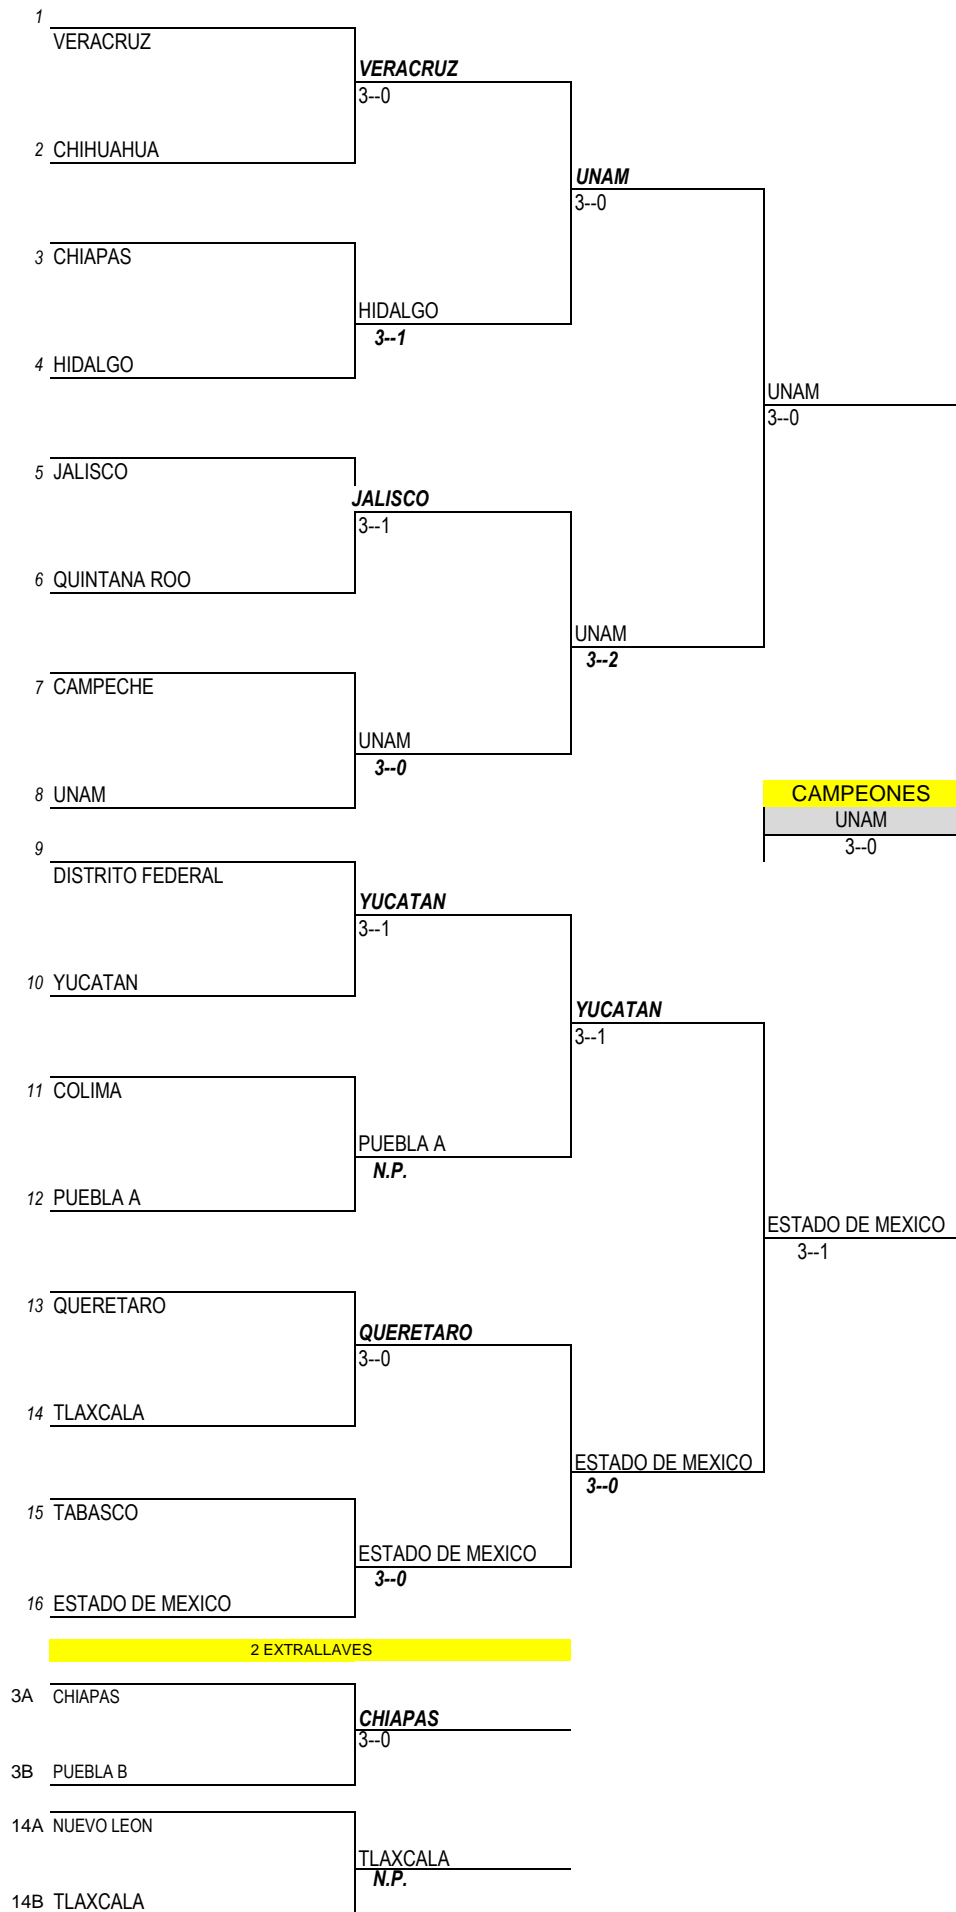 1
VERACRUZ
VERACRUZ
3--0
2 CHIHUAHUA
UNAM
3--0
3 CHIAPAS
HIDALGO
3--1
4 HIDALGO
UNAM
3--0
5 JALISCO
JALISCO
3--1
6 QUINTANA ROO
UNAM
3--2
7 CAMPECHE
UNAM
3--0
8 UNAM
CAMPEONES
UNAM
3--0
9
DISTRITO FEDERAL
YUCATAN
3--1
10 YUCATAN
YUCATAN
3--1
11 COLIMA
PUEBLA A
N.P.
12 PUEBLA A
ESTADO DE MEXICO
3--1
13 QUERETARO
QUERETARO
3--0
14 TLAXCALA
ESTADO DE MEXICO
3--0
15 TABASCO
ESTADO DE MEXICO
3--0
16 ESTADO DE MEXICO
2 EXTRALLAVES
3A CHIAPAS
CHIAPAS
3--0
3B PUEBLA B
14A NUEVO LEON
TLAXCALA
N.P.
14B TLAXCALA